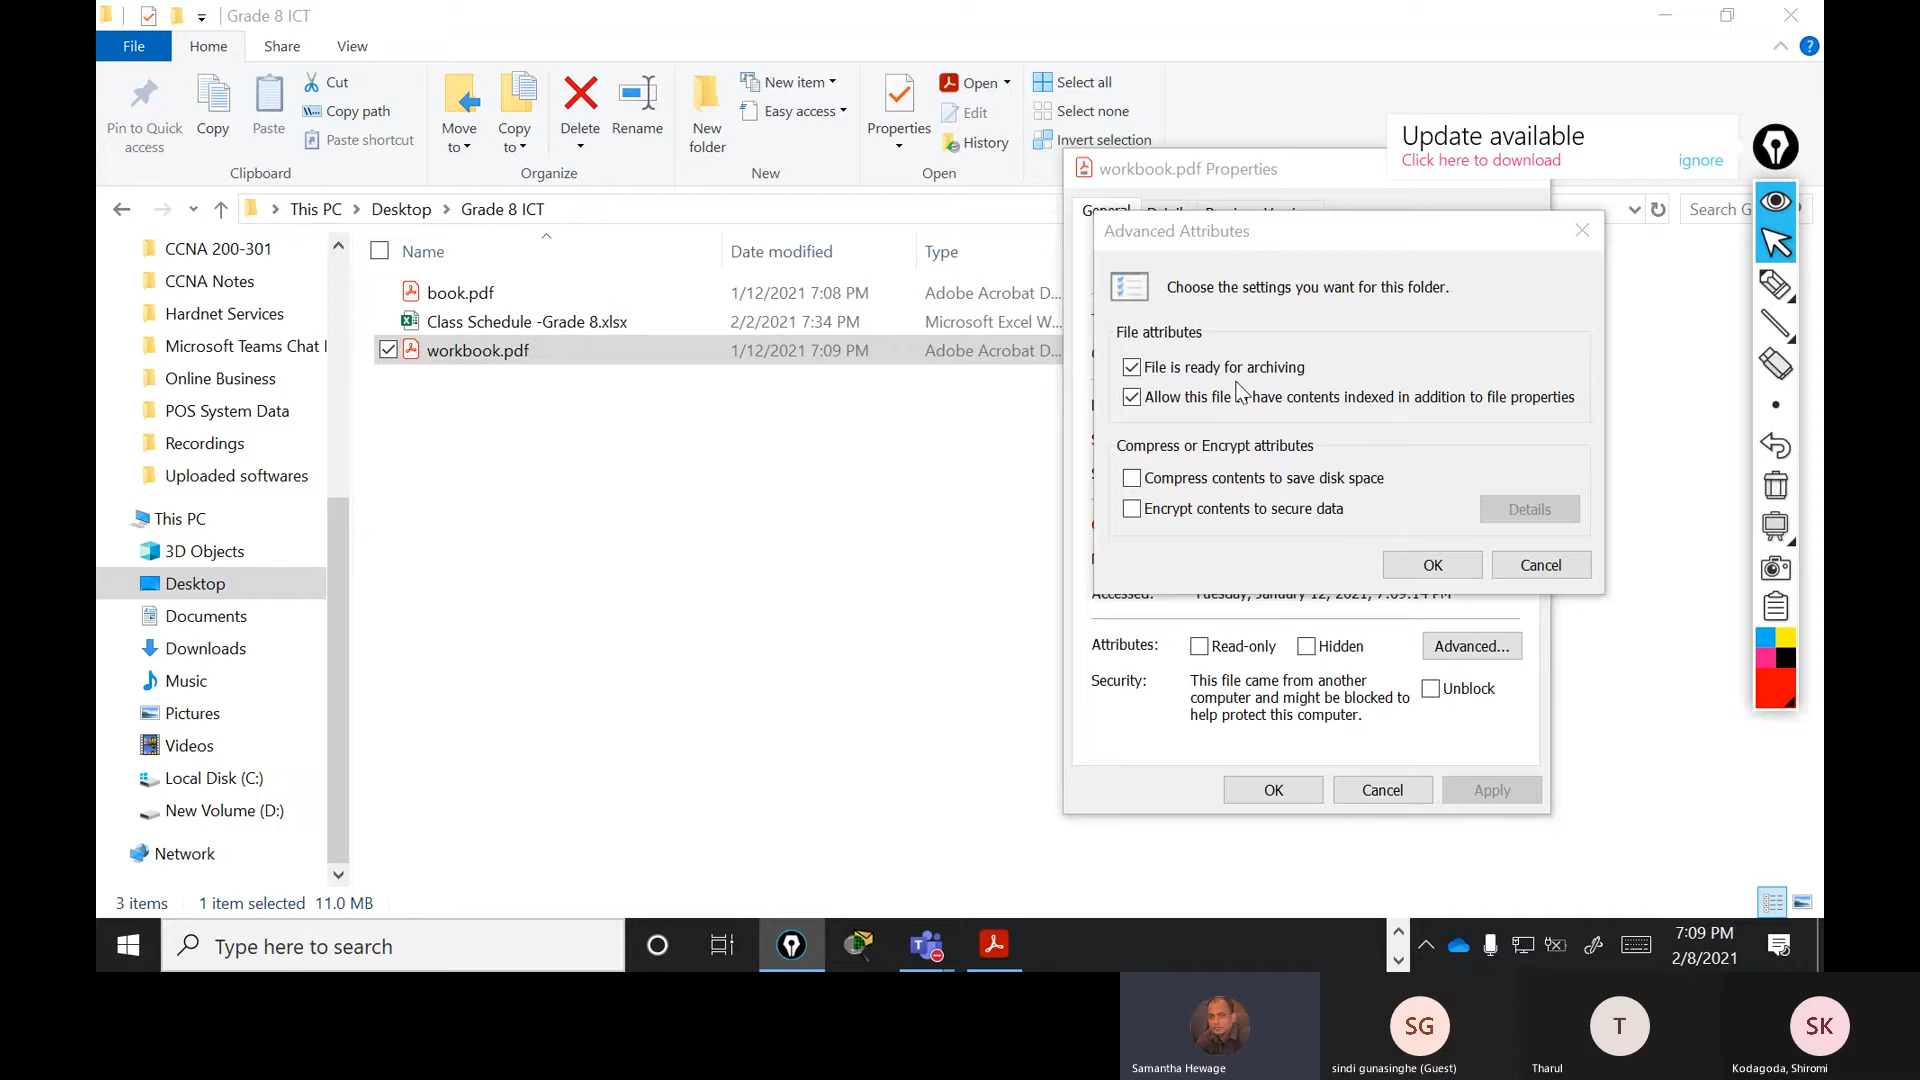 Grade 8 ICT
File Home Share View
Pin to Quick access
Copy
Paste
Cut
Copy path
Paste shortcut
Clipboard
Move to
Copy to
Delete
Rename
Organize
New folder
New item
Easy access
New
Properties
Open
Edit
History
Open
Select all
Select none
Invert selection
Update available
Click here to download ignore
This PC Desktop Grade 8 ICT
Search G
CCNA 200-301
CCNA Notes
Hardnet Services
Microsoft Teams Chat
Online Business
POS System Data
Recordings
Uploaded softwares
This PC
3D Objects
Desktop
Documents
Downloads
Music
Pictures
Videos
Local Disk (C:)
New Volume (D:)
Network
Name Date modified Type
book.pdf 1/12/2021 7:08 PM Adobe Acrobat D...
Class Schedule -Grade 8.xlsx 2/2/2021 7:34 PM Microsoft Excel W...
workbook.pdf 1/12/2021 7:09 PM Adobe Acrobat D...
workbook.pdf Properties
General
Advanced Attributes
Choose the settings you want for this folder.
File attributes
File is ready for archiving
Allow this file have contents indexed in addition to file properties
Compress or Encrypt attributes
Compress contents to save disk space
Encrypt contents to secure data
Details
OK Cancel
Accessed: Tuesday, January 12, 2021, 7:09:14 PM
Attributes: Read-only Hidden Advanced...
Security: This file came from another
computer and might be blocked to
help protect this computer.
Unblock
OK Cancel Apply
3 items 1 item selected 11.0 MB
Type here to search
7:09 PM
2/8/2021
SG T SK
Samantha Hewage sindi gunasinghe (Guest) Tharul Kodagoda, Shiromi